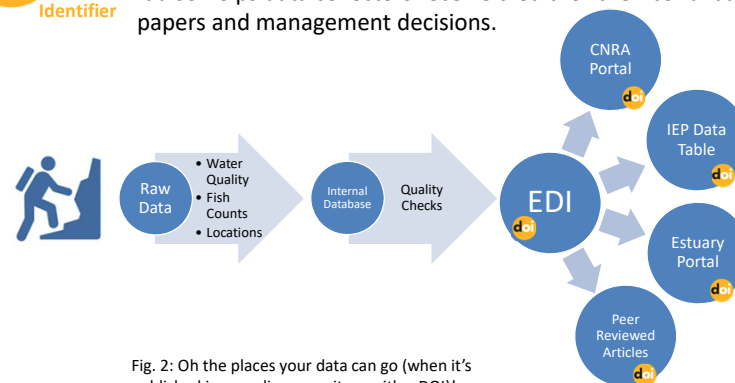 Identifier
papers and management decisions.
CNRA
Portal
doi
IEP Data
Table
doi
Raw
Data
• Water
Quality
• Fish
Counts
• Locations
Internal
Database
Quality
Checks
EDI
doi
Estuary
Portal
doi
Peer
Reviewed
Articles
doi
Fig. 2: Oh the places your data can go (when it's